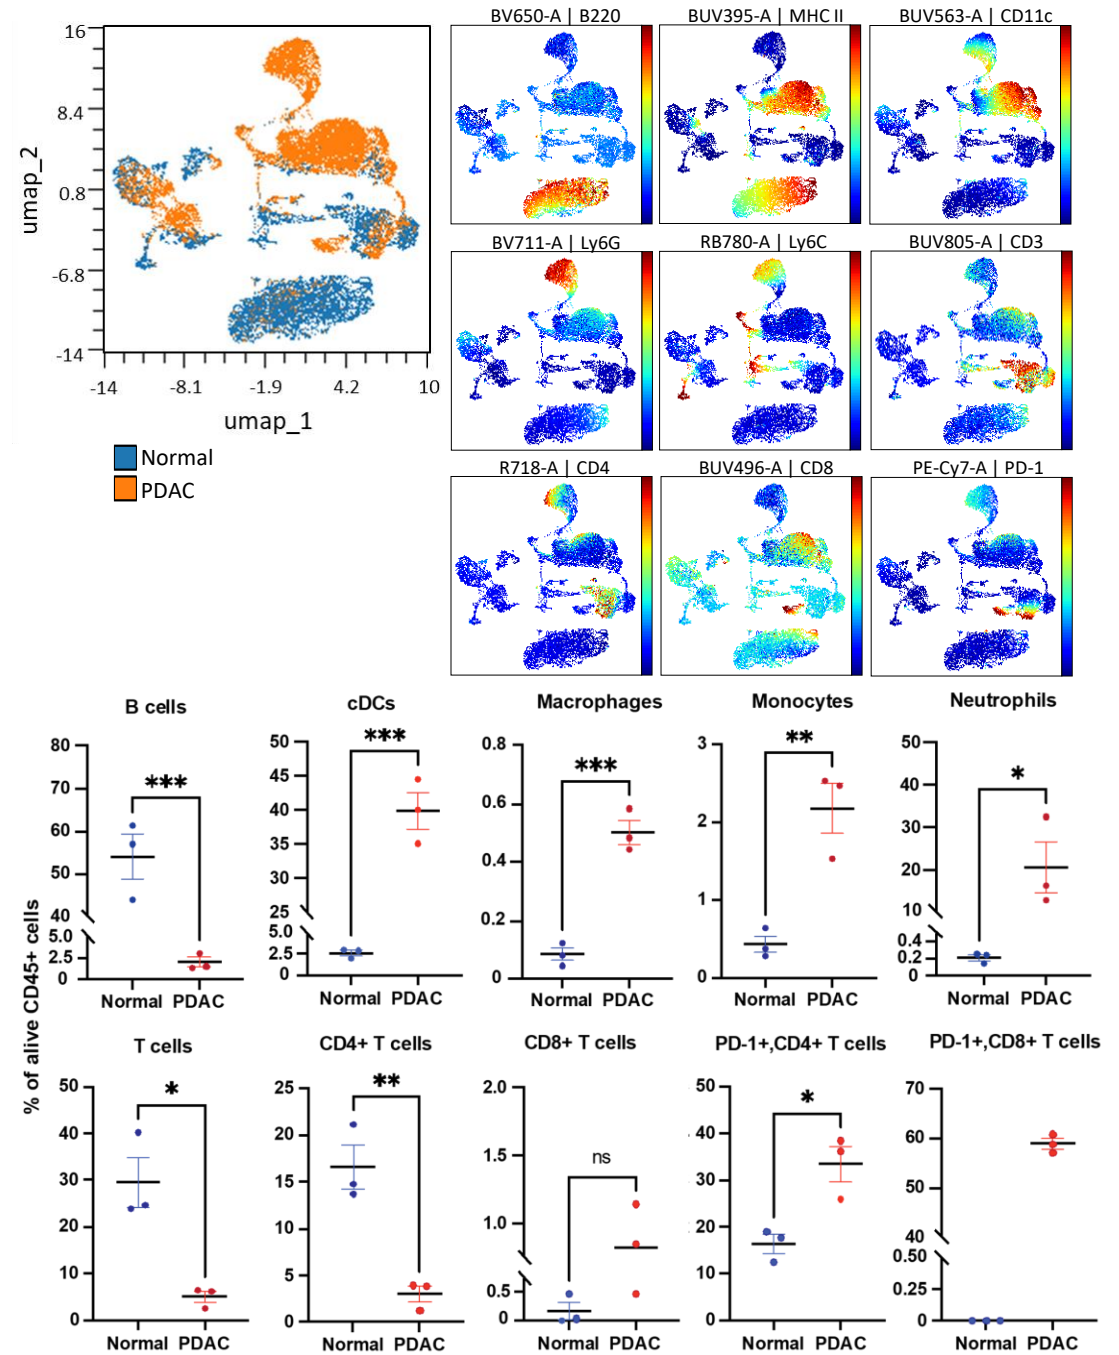 16
8.4
0.8
-6.8
-14
umap_2
-14 -8.1 -1.9 4.2 10
umap_1
Normal
PDAC
BV650-A | B220
BUV395-A | MHC II
BUV563-A | CD11c
BV711-A | Ly6G
RB780-A | Ly6C
BUV805-A | CD3
R718-A | CD4
BUV496-A | CD8
PE-Cy7-A | PD-1
% of alive CD45+ cells
B cells
80
70
60
50
40
5.0
2.5
0
***
Normal PDAC
cDCs
50
45
40
35
30
25
5.0
2.5
0
***
Normal PDAC
Macrophages
0.8
0.6
0.4
0.2
0
***
Normal PDAC
Monocytes
3
2
1
0
**
Normal PDAC
Neutrophils
50
30
20
10
0.4
0.2
0
*
Normal PDAC
T cells
50
40
30
20
10
0
*
Normal PDAC
CD4+ T cells
25
20
15
10
5
0
**
Normal PDAC
CD8+ T cells
2.0
1.5
1.0
0.5
0
ns
Normal PDAC
PD-1+,CD4+ T cells
50
40
30
20
10
0
*
Normal PDAC
PD-1+,CD8+ T cells
70
60
50
40
0.50
0.25
0
Normal PDAC